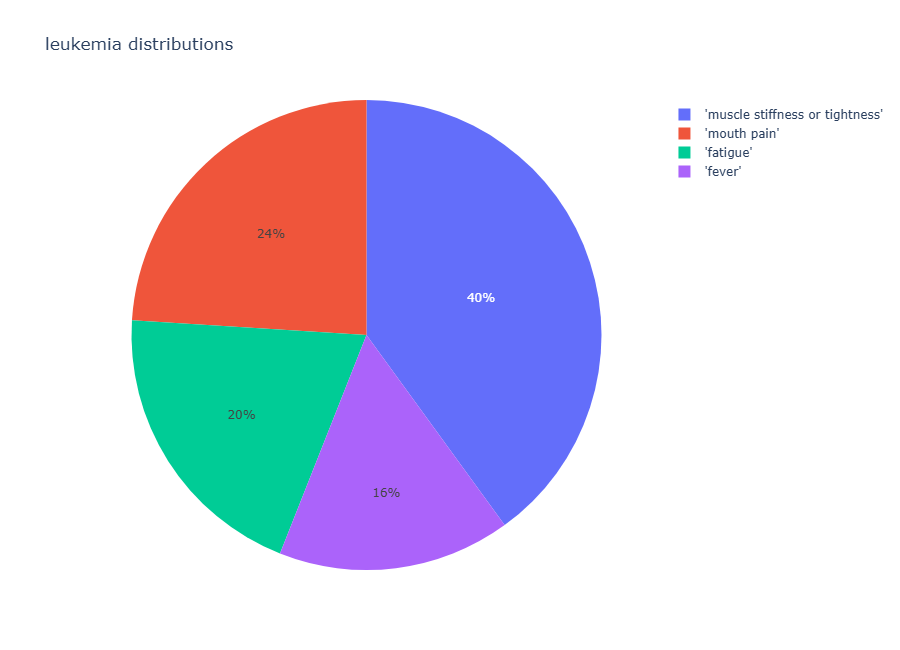 leukemia distributions
'muscle stiffness or tightness'
'mouth pain'
'fatigue'
'fever'
24%
40%
20%
16%